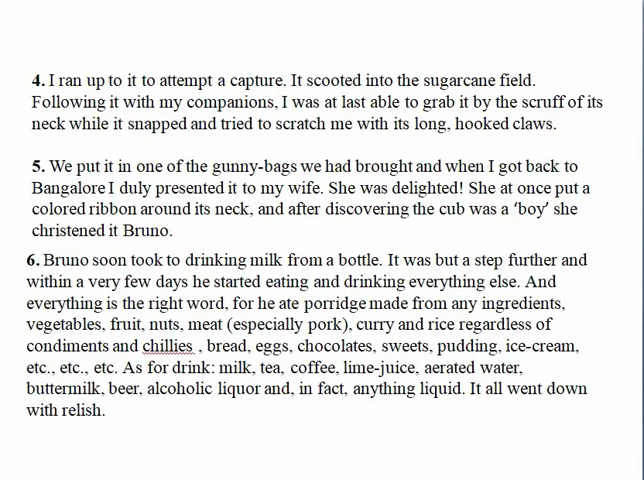 4. I ran up to it to attempt a capture. It scooted into the sugarcane field.
Following it with my companions, I was at last able to grab it by the scruff of its
neck while it snapped and tried to scratch me with its long, hooked claws.
5. We put it in one of the gunny-bags we had brought and when I got back to
Bangalore I duly presented it to my wife. She was delighted! She at once put a
colored ribbon around its neck, and after discovering the cub was a ‘boy’ she
christened it Bruno.
6. Bruno soon took to drinking milk from a bottle. It was but a step further and
within a very few days he started eating and drinking everything else. And
everything is the right word, for he ate porridge made from any ingredients,
vegetables, fruit, nuts, meat (especially pork), curry and rice regardless of
condiments and chillies , bread, eggs, chocolates, sweets, pudding, ice-cream,
etc., etc., etc. As for drink: milk, tea, coffee, lime-juice, aerated water,
buttermilk, beer, alcoholic liquor and, in fact, anything liquid. It all went down
with relish.